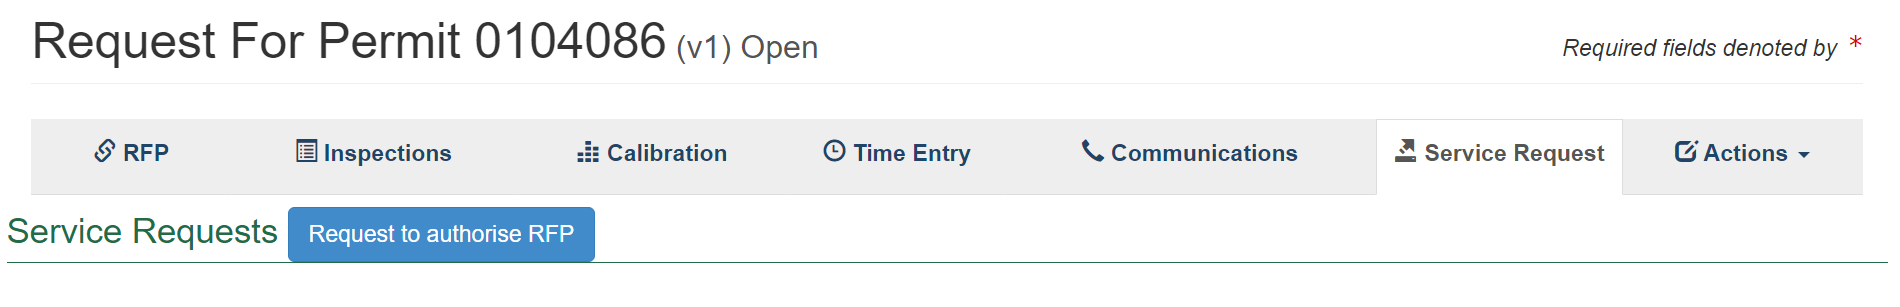 Request For Permit 0104086 (v1) Open
Required fields denoted by *
RFP Inspections Calibration Time Entry Communications Service Request Actions
Service Requests Request to authorise RFP